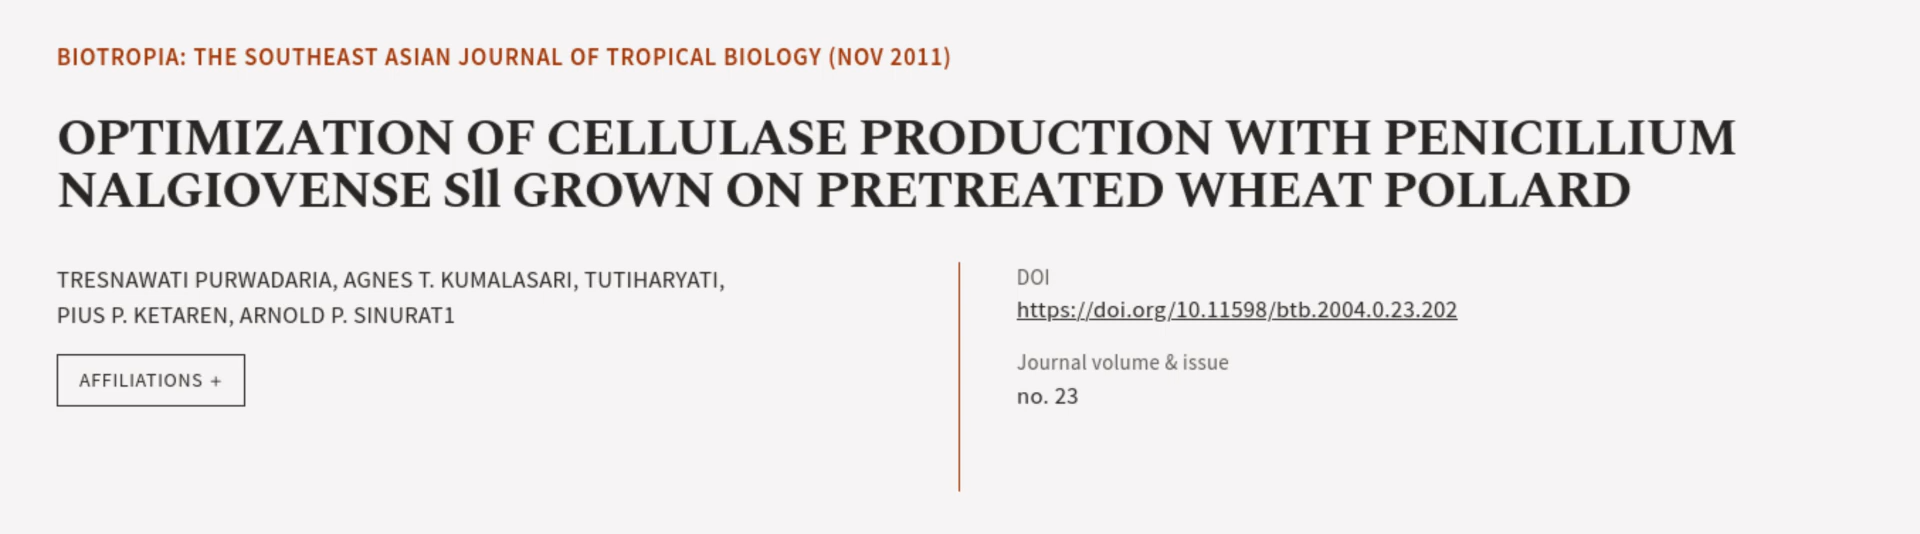 BIOTROPIA: THE SOUTHEAST ASIAN JOURNAL OF TROPICAL BIOLOGY (NOV 2011)
OPTIMIZATION OF CELLULASE PRODUCTION WITH PENICILLIUM
NALGIOVENSE Sll GROWN ON PRETREATED WHEAT POLLARD
TRESNAWATI PURWADARIA, AGNES T. KUMALASARI, TUTIHARYATI,
PIUS P. KETAREN, ARNOLD P. SINURAT1
AFFILIATIONS +
DOI
https://doi.org/10.11598/btb.2004.0.23.202
Journal volume & issue
no. 23